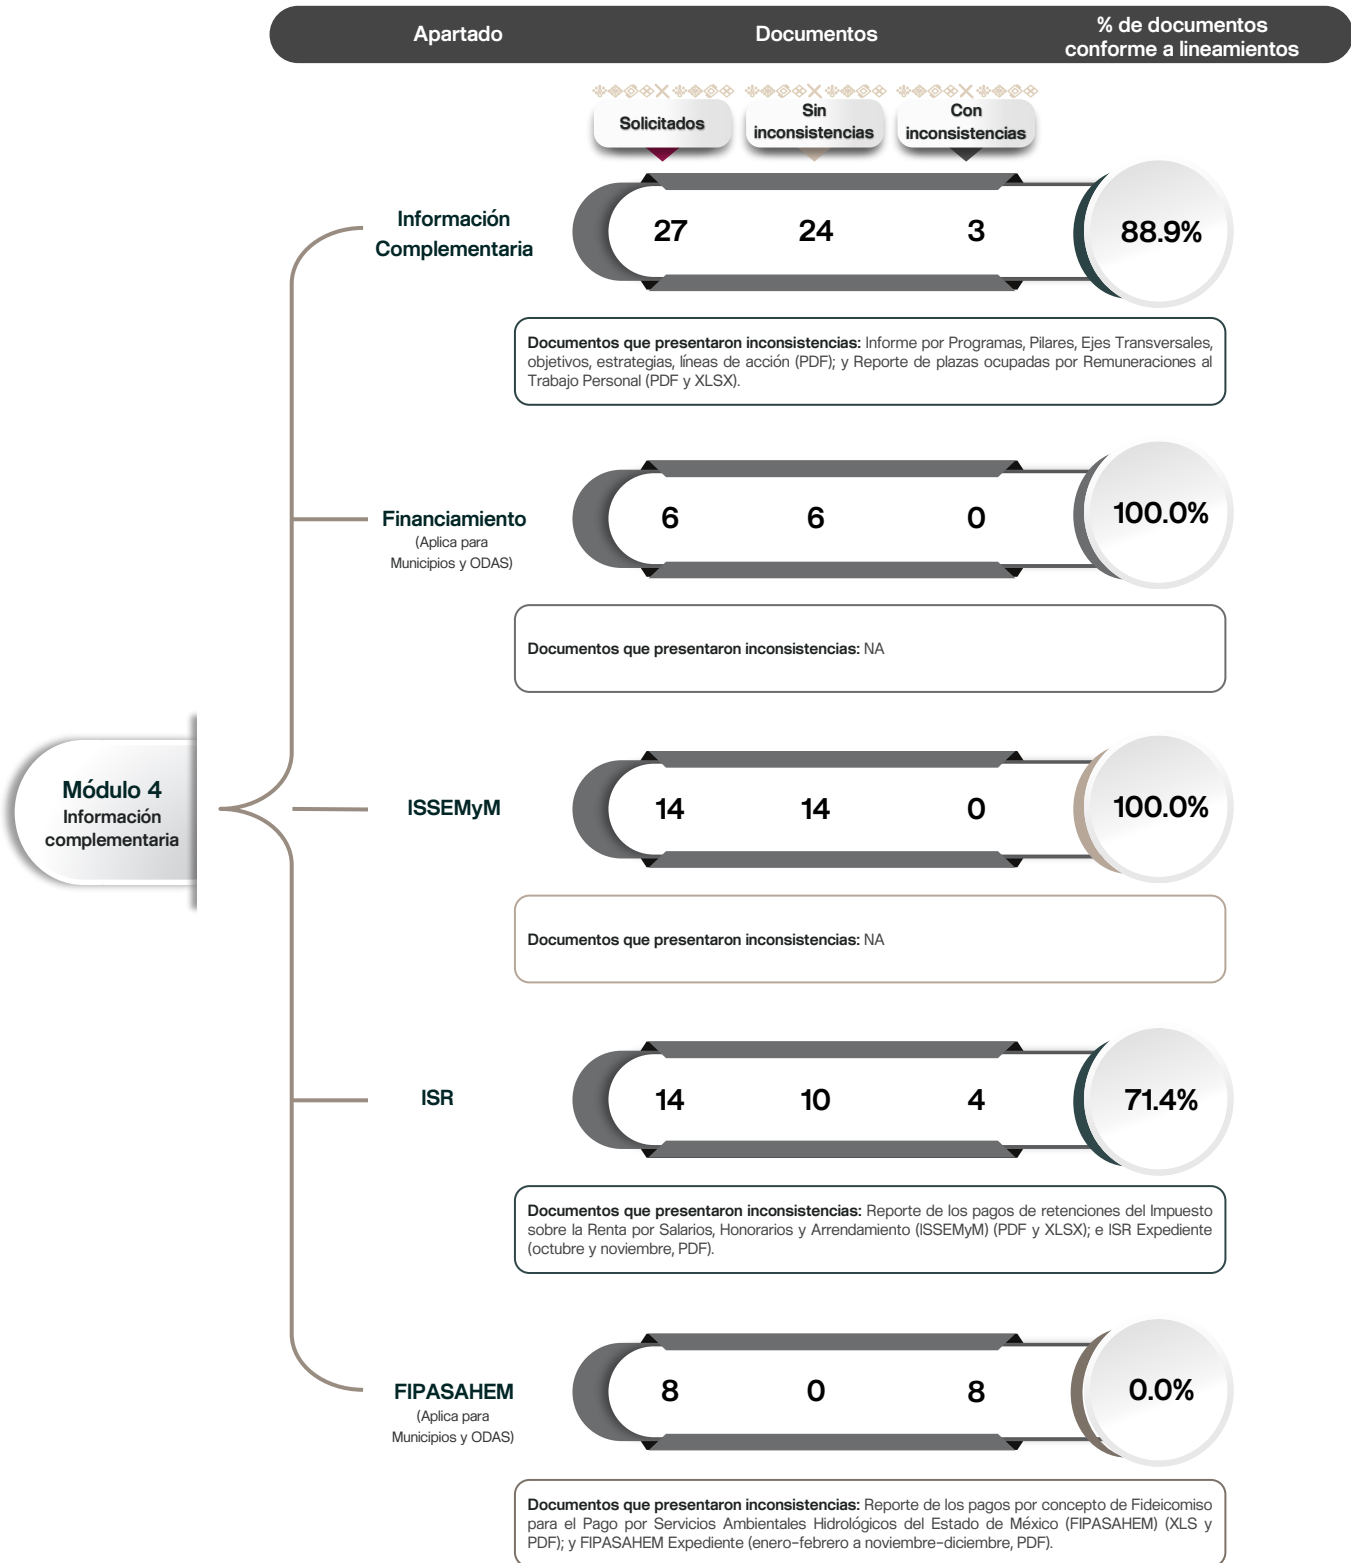 Apartado
Documentos
% de documentos
conforme a lineamientos
Solicitados
Sin
inconsistencias
Con
inconsistencias
Información
Complementaria
27
24
3
88.9%
Documentos que presentaron inconsistencias: Informe por Programas, Pilares, Ejes Transversales,
objetivos, estrategias, líneas de acción (PDF); y Reporte de plazas ocupadas por Remuneraciones al
Trabajo Personal (PDF y XLSX).
Financiamiento
(Aplica para
Municipios y ODAS)
6
6
0
100.0%
Documentos que presentaron inconsistencias: NA
Módulo 4
Información
complementaria
ISSEMyM
14
14
0
100.0%
Documentos que presentaron inconsistencias: NA
ISR
14
10
4
71.4%
Documentos que presentaron inconsistencias: Reporte de los pagos de retenciones del Impuesto
sobre la Renta por Salarios, Honorarios y Arrendamiento (ISSEMyM) (PDF y XLSX); e ISR Expediente
(octubre y noviembre, PDF).
FIPASAHEM
(Aplica para
Municipios y ODAS)
8
0
8
0.0%
Documentos que presentaron inconsistencias: Reporte de los pagos por concepto de Fideicomiso
para el Pago por Servicios Ambientales Hidrológicos del Estado de México (FIPASAHEM) (XLS y
PDF); y FIPASAHEM Expediente (enero-febrero a noviembre-diciembre, PDF).